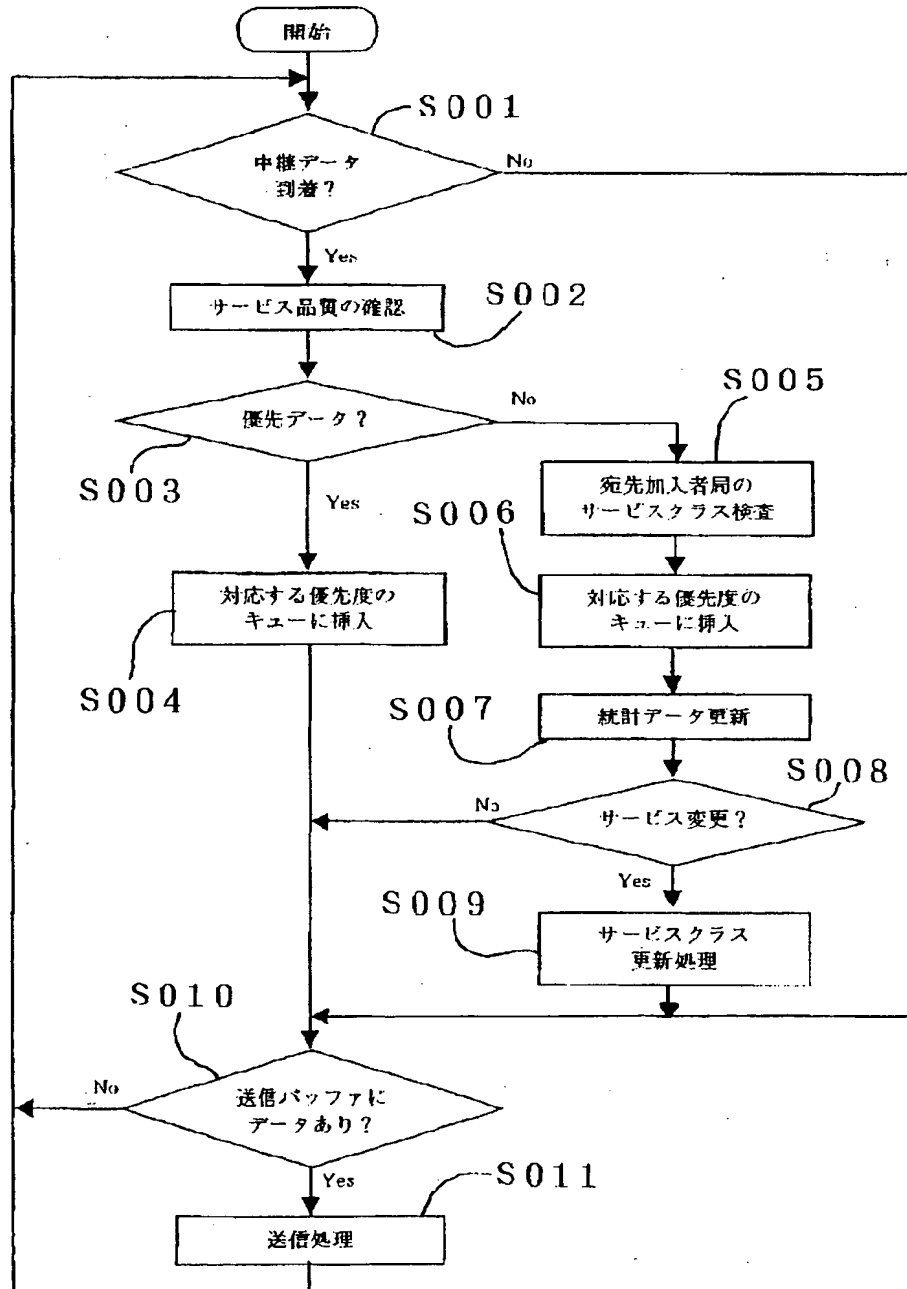 開始
S001
中継データ
到着?
No
Yes
サービス品質の確認
S002
優先データ?
No
S003
Yes
S005
宛先加入者局の
サービスクラス検査
S006
対応する優先度の
キューに挿入
S004
対応する優先度の
キューに挿入
S007
統計データ更新
S008
サービス変更?
No
Yes
S009
サービスクラス
更新処理
S010
送信バッファに
データあり?
No
Yes
S011
送信処理